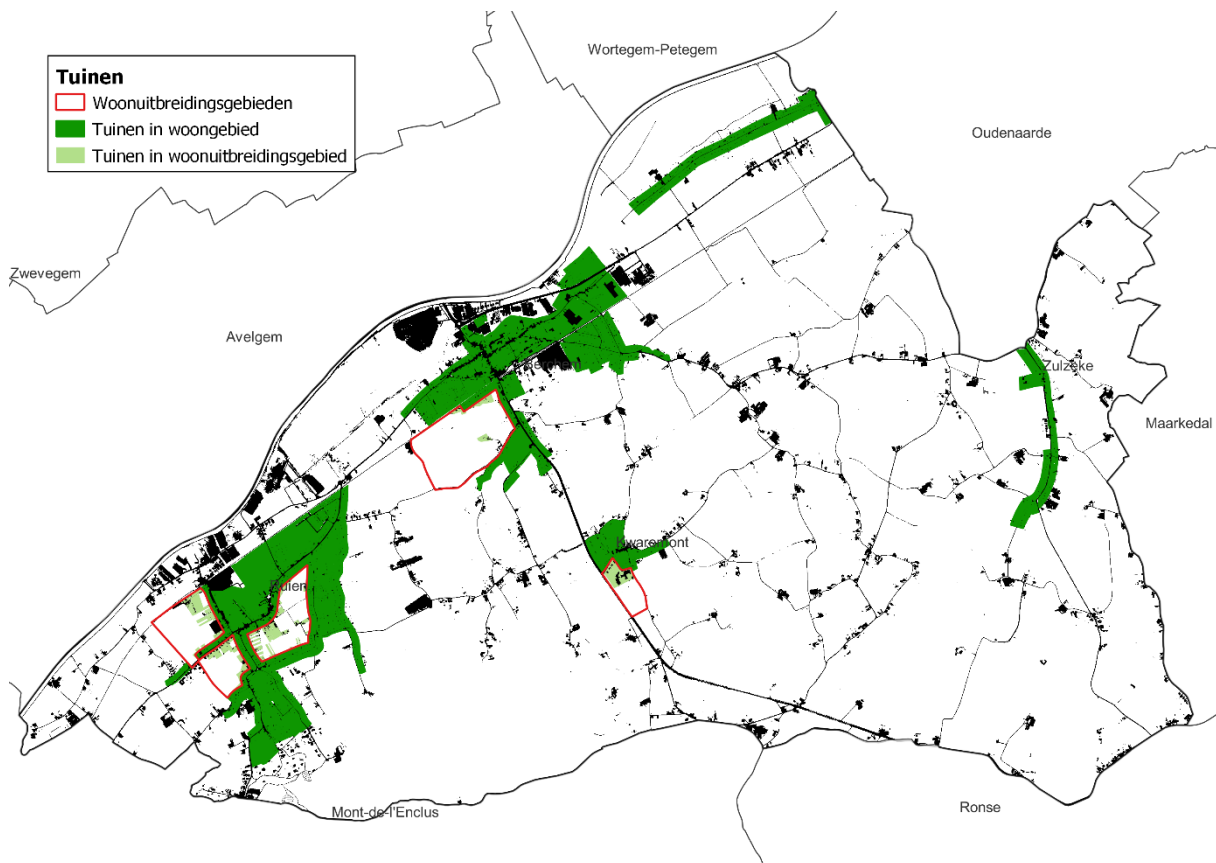 Wortegem-Petegem
Tuinen
Woonuitbreidingsgebieden
Tuinen in woongebied
Tuinen in woonuitbreidingsgebied
Oudenaarde
Zwevegem
Avelgem
Zulzeke
Maarkedal
Kwaremont
Ruien
Mont-de-l'Enclus
Ronse